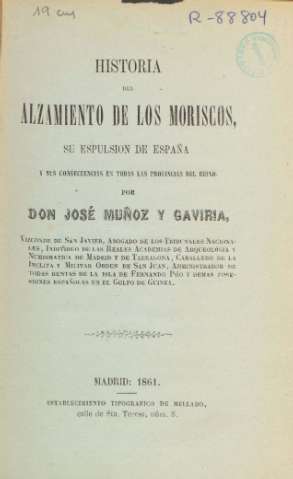 19 cm
R-88804
HISTORIA
DEL
ALZAMIENTO DE LOS MORISCOS,
SU ESPULSION DE ESPAÑA
Y SUS CONSECUENCIAS EN TODAS LAS PROVINCIAS DEL REINO
POR
DON JOSÉ MUÑOZ Y GAVIRIA,
VIZCONDE DE SAN JAVIER, ABOGADO DE LOS TRIBUNALES NACIONA-
LES, INDIVIDUO DE LAS REALES ACADEMIAS DE ARQUEOLOGIA Y
NUMISMATICA DE MADRID Y DE TARRAGONA, CABALLERO DE LA
INCLITA Y MILITAR ORDEN DE SAN JUAN, ADMINISTRADOR DE
TODAS RENTAS DE LA ISLA DE FERNANDO PÓO Y DEMAS POSE-
SIONES ESPAÑOLAS EN EL GOLFO DE GUINEA.
MADRID: 1861.
ESTABLECIMIENTO TIPOGRAFICO DE MELLADO,
calle de Sta. Teresa, núm. 8.